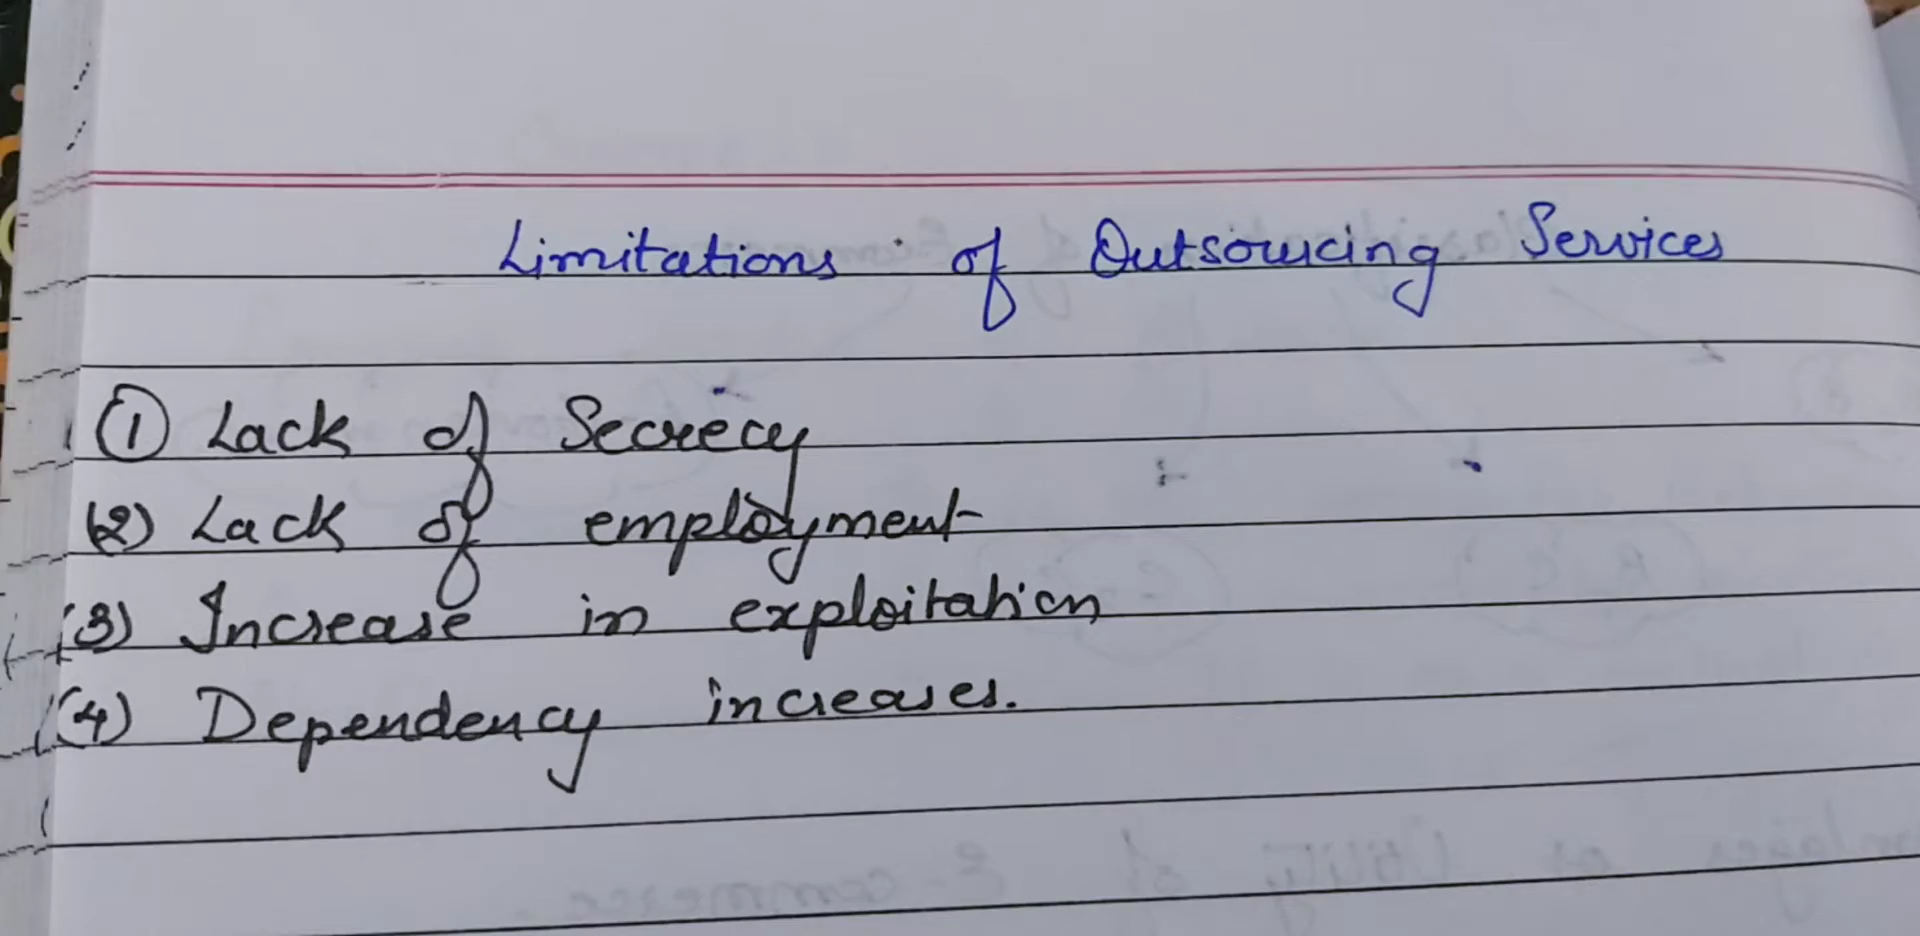 Limitations of Outsourcing Services
① Lack of Secrecy
(2) Lack of employment
(3) Increase in exploitation
(4) Dependency increases.